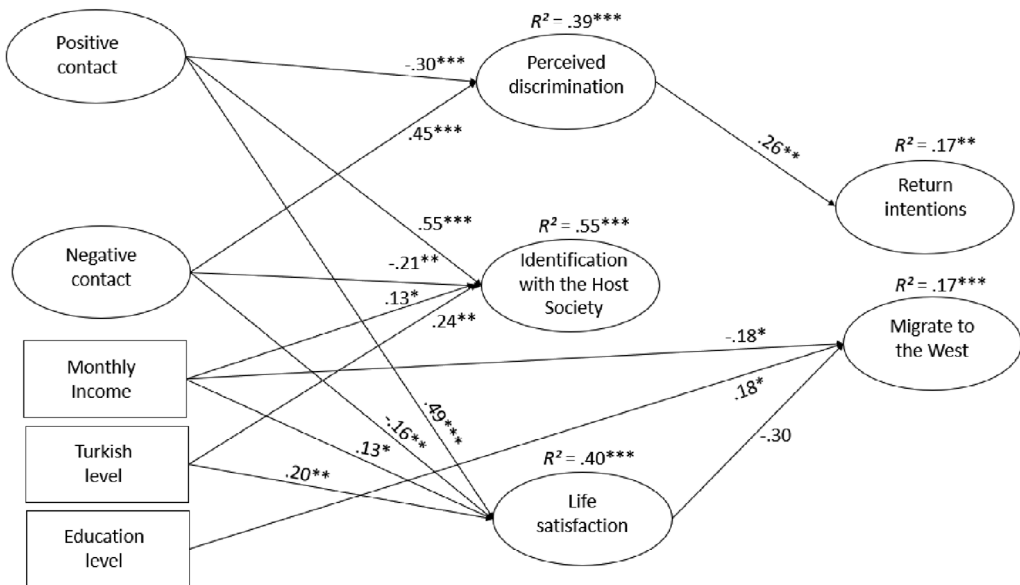 Positive
contact
Negative
contact
Monthly
Income
Turkish
level
Education
level
-.30***
.45***
.55***
-.21**
.13*
.24**
.49***
-.16**
.13*
.20**
R² = .39***
Perceived
discrimination
R² = .55***
Identification
with the Host
Society
R² = .40***
Life
satisfaction
.26**
-.18*
.18*
-.30
R² = .17**
Return
intentions
R² = .17***
Migrate to
the West